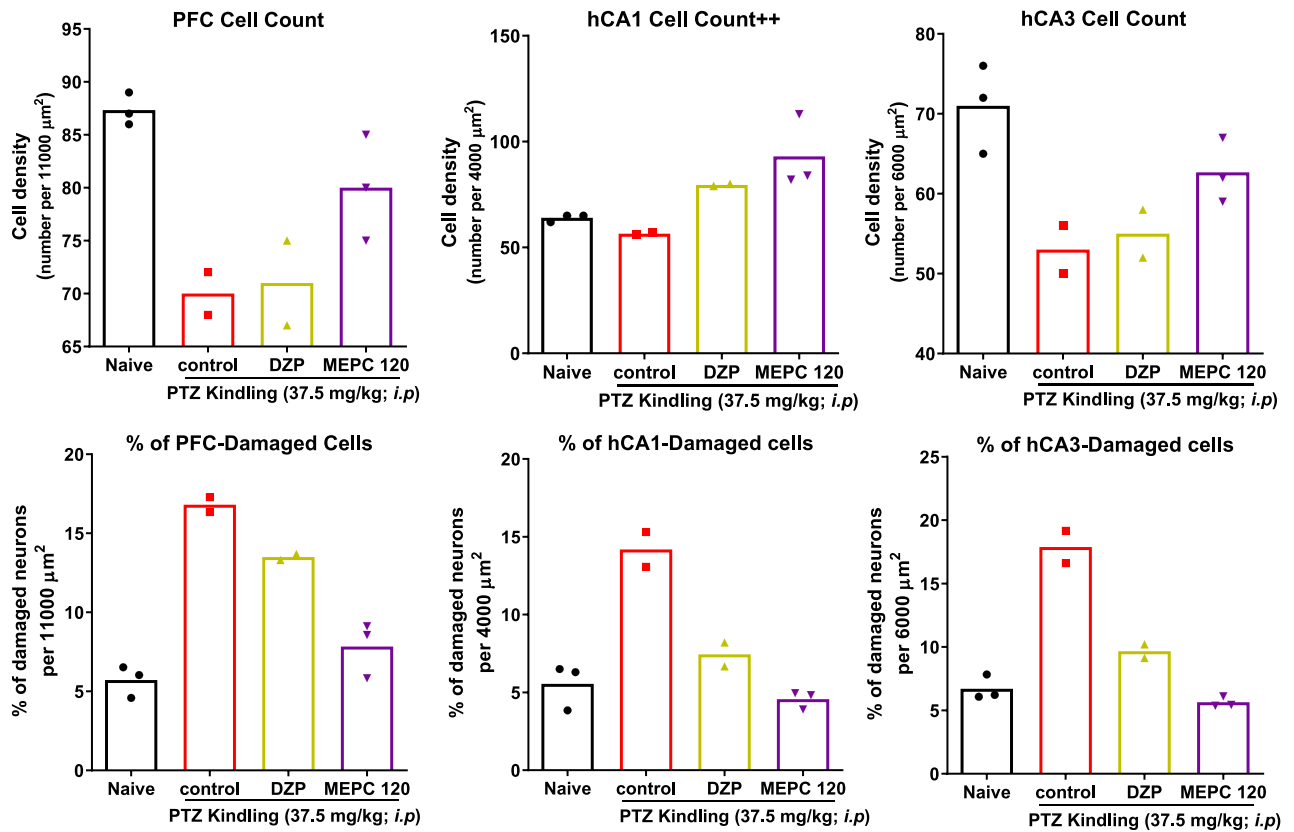 PFC Cell Count
95
90
85
80
75
70
65
Cell density
(number per 11000 μm²)
Naive control DZP MEPC 120
PTZ Kindling (37.5 mg/kg; i.p)
hCA1 Cell Count++
150
100
50
0
Cell density
(number per 4000 μm²)
Naive control DZP MEPC 120
PTZ Kindling (37.5 mg/kg; i.p)
hCA3 Cell Count
80
70
60
50
40
Cell density
(number per 6000 μm²)
Naive control DZP MEPC 120
PTZ Kindling (37.5 mg/kg; i.p)
% of PFC-Damaged Cells
20
15
10
5
0
% of damaged neurons
per 11000 μm²
Naive control DZP MEPC 120
PTZ Kindling (37.5 mg/kg; i.p)
% of hCA1-Damaged cells
20
15
10
5
0
% of damaged neurons
per 4000 μm²
Naive control DZP MEPC 120
PTZ Kindling (37.5 mg/kg; i.p)
% of hCA3-Damaged cells
25
20
15
10
5
0
% of damaged neurons
per 6000 μm²
Naive control DZP MEPC 120
PTZ Kindling (37.5 mg/kg; i.p)